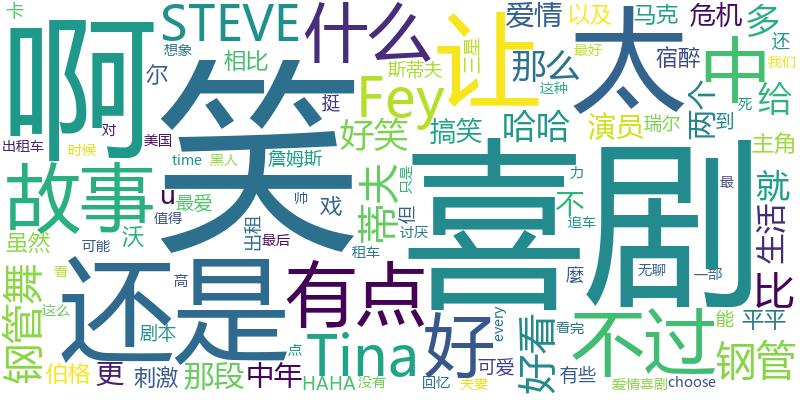 卡
STEVE
什么
爱情
以及
马克
危机
多
啊
想象
最好
三星
还
我们
尔
相比
斯蒂夫
让
那么
宿醉
太
中
笑
挺
Fey
这种
死
给
两个
出租车
对
美国
好笑
搞笑
哈哈
演员
瑞尔
到
时候
time
黑人
詹姆斯
主角
故事
u
最爱
帅
戏
蒂夫
只是
力
喜剧
不
最
就
值得
但
追车
生活
虽然
可能
沃
出租
最后
讨厌
租车
麼
无聊
一部
比
看
还是
高
有点
钢管舞
这么
剧本
点
Tina
好
every
好看
看完
不过
能
平平
伯格
更
刺激
那段
中年
HAHA
没有
回忆
夫妻
可爱
有些
爱情喜剧
choose
钢管